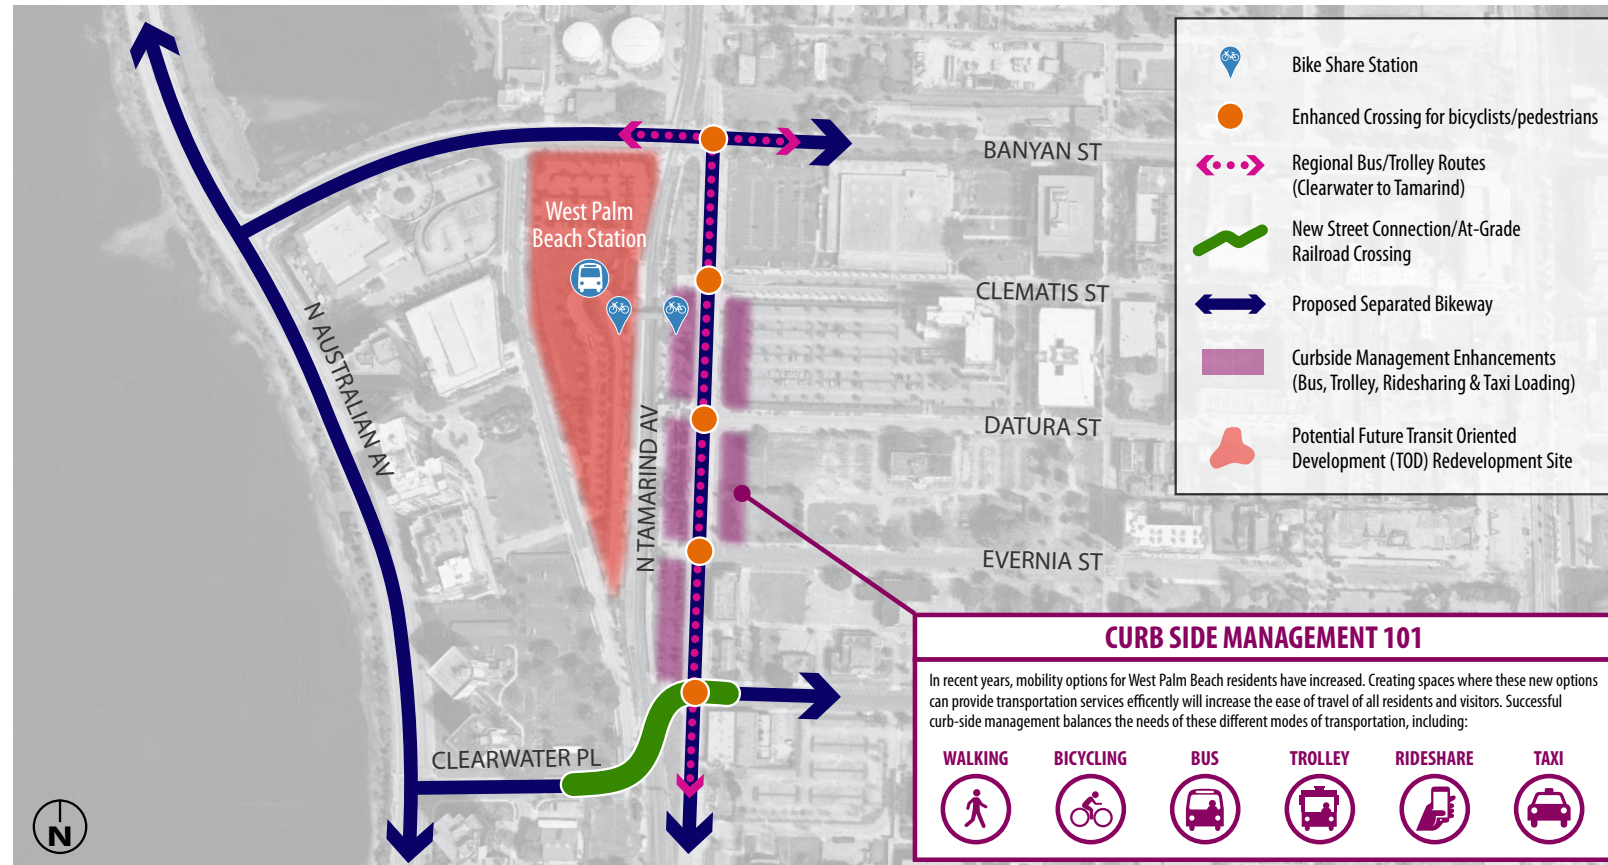 Bike Share Station
Enhanced Crossing for bicyclists/pedestrians
Regional Bus/Trolley Routes
(Clearwater to Tamarind)
New Street Connection/At-Grade
Railroad Crossing
Proposed Separated Bikeway
Curbside Management Enhancements
(Bus, Trolley, Ridesharing & Taxi Loading)
Potential Future Transit Oriented
Development (TOD) Redevelopment Site
BANYAN ST
West Palm
Beach Station
CLEMATIS ST
N AUSTRALIAN AV
DATURA ST
N TAMARIND AV
EVERNIA ST
CLEARWATER PL
N
CURB SIDE MANAGEMENT 101
In recent years, mobility options for West Palm Beach residents have increased. Creating spaces where these new options
can provide transportation services efficently will increase the ease of travel of all residents and visitors. Successful
curb-side management balances the needs of these different modes of transportation, including:
WALKING
BICYCLING
BUS
TROLLEY
RIDESHARE
TAXI